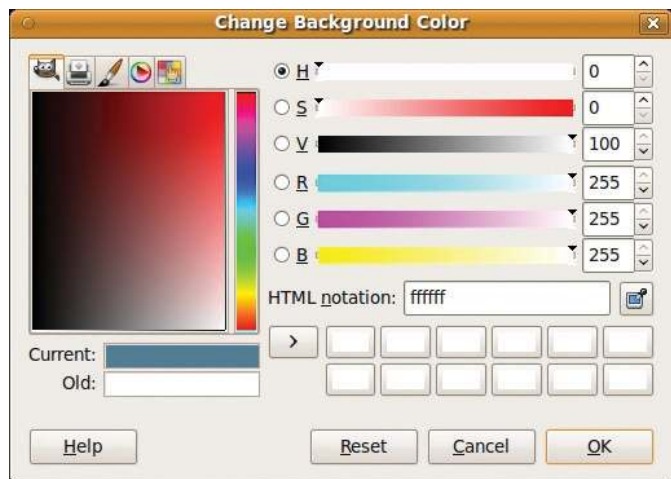 Change Background Color
H 0
S 0
V 100
R 255
G 255
B 255
HTML notation: ffffff
>
Current:
Old:
Help Reset Cancel OK